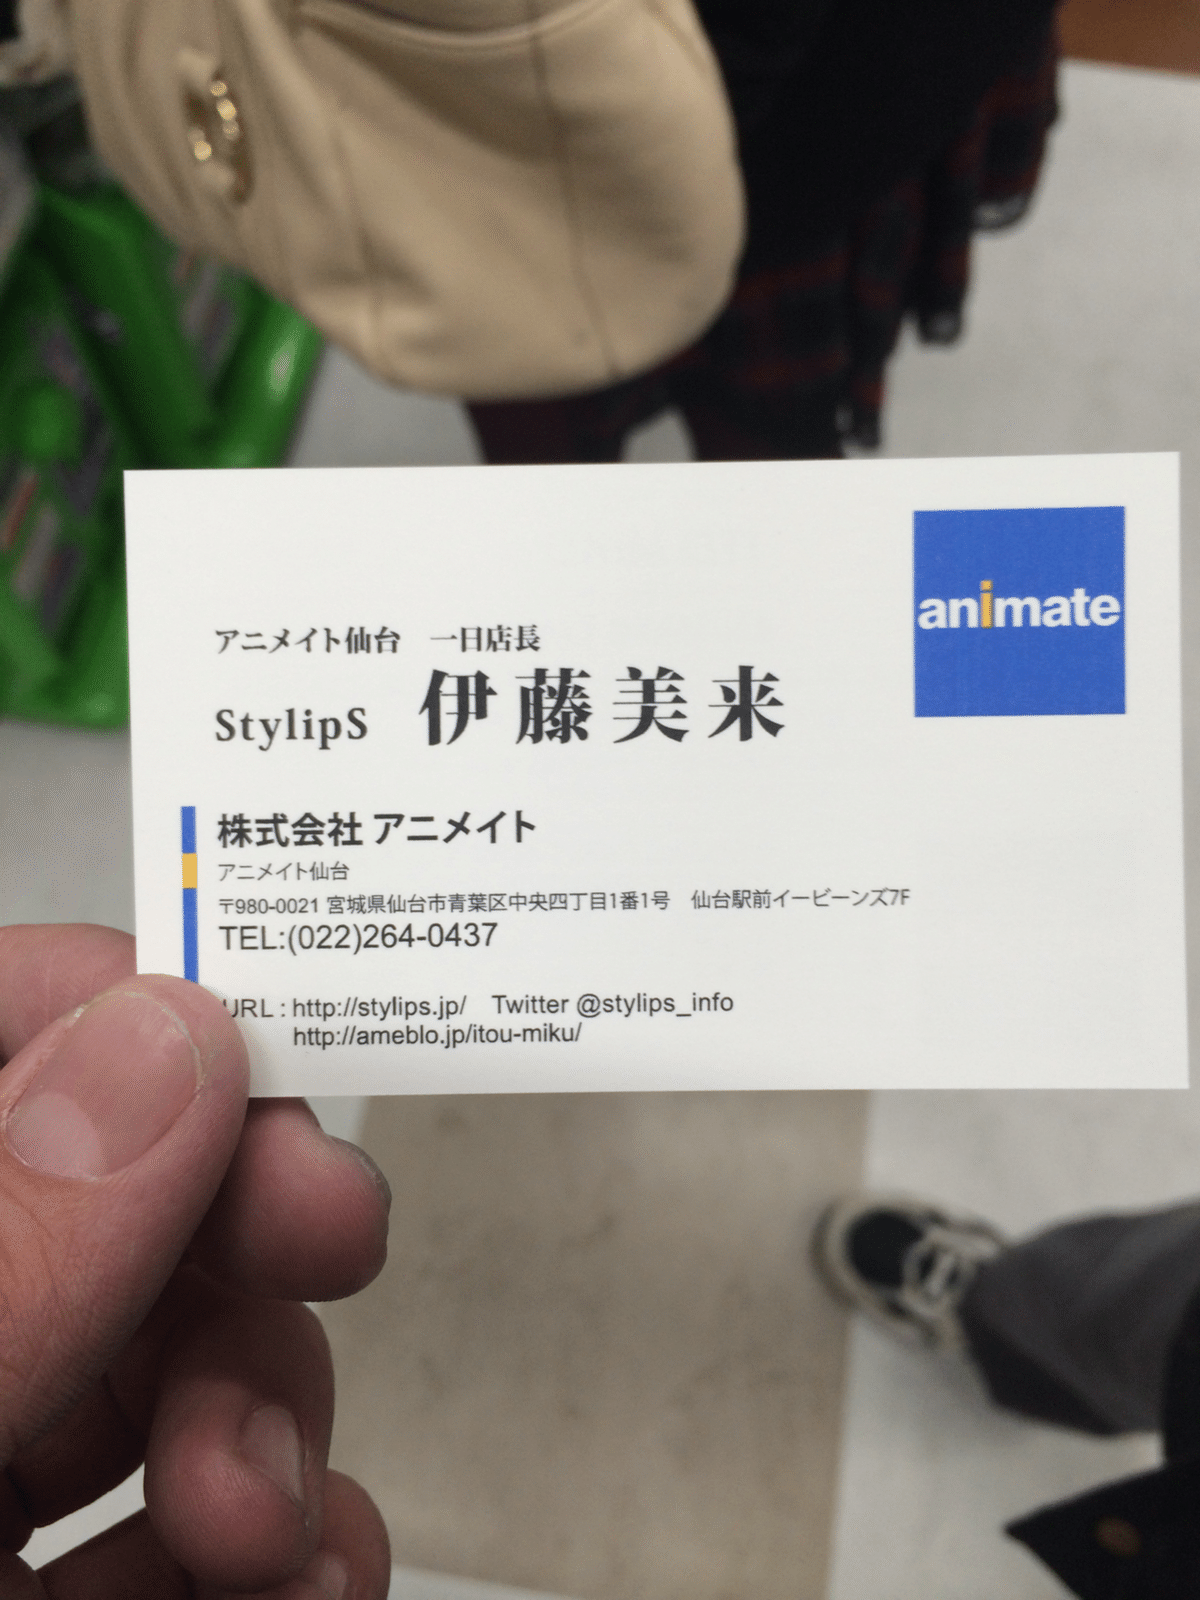 animate
アニメイト仙台　一日店長
StylipS 伊藤美来
株式会社 アニメイト
アニメイト仙台
〒980-0021 宮城県仙台市青葉区中央四丁目1番1号　仙台駅前イービーンズ7F
TEL:(022)264-0437
URL : http://stylips.jp/　Twitter @stylips_info
http://ameblo.jp/itou-miku/